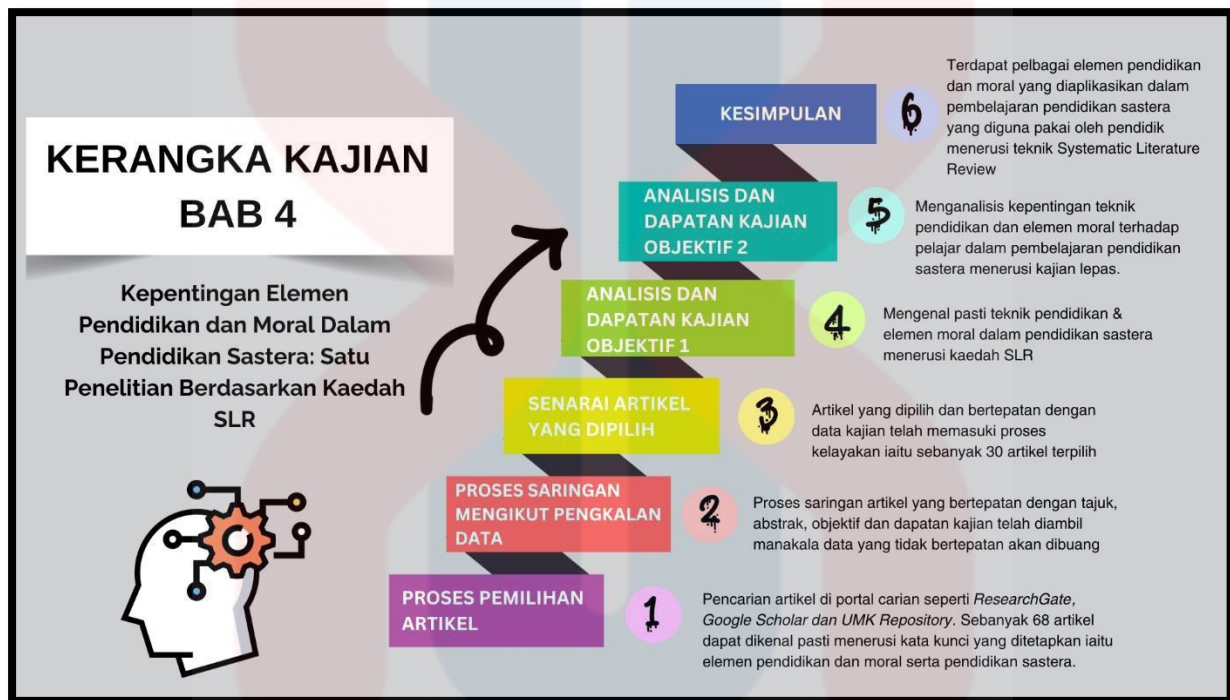 KERANGKA KAJIAN
BAB 4
Kepentingan Elemen
Pendidikan dan Moral Dalam
Pendidikan Sastera: Satu
Penelitian Berdasarkan Kaedah
SLR
KESIMPULAN
6
Terdapat pelbagai elemen pendidikan
dan moral yang diaplikasikan dalam
pembelajaran pendidikan sastera
yang diguna pakai oleh pendidik
menerusi teknik Systematic Literature
Review
ANALISIS DAN
DAPATAN KAJIAN
OBJEKTIF 2
5
Menganalisis kepentingan teknik
pendidikan dan elemen moral terhadap
pelajar dalam pembelajaran pendidikan
sastera menerusi kajian lepas.
ANALISIS DAN
DAPATAN KAJIAN
OBJEKTIF 1
4
Mengenal pasti teknik pendidikan &
elemen moral dalam pendidikan sastera
menerusi kaedah SLR
SENARAI ARTIKEL
YANG DIPILIH
3
Artikel yang dipilih dan bertepatan dengan
data kajian telah memasuki proses
kelayakan iaitu sebanyak 30 artikel terpilih
PROSES SARINGAN
MENGIKUT PENGKALAN
DATA
2
Proses saringan artikel yang bertepatan dengan tajuk,
abstrak, objektif dan dapatan kajian telah diambil
manakala data yang tidak bertepatan akan dibuang
PROSES PEMILIHAN
ARTIKEL
1
Pencarian artikel di portal carian seperti ResearchGate,
Google Scholar dan UMK Repository. Sebanyak 68 artikel
dapat dikenal pasti menerusi kata kunci yang ditetapkan iaitu
elemen pendidikan dan moral serta pendidikan sastera.